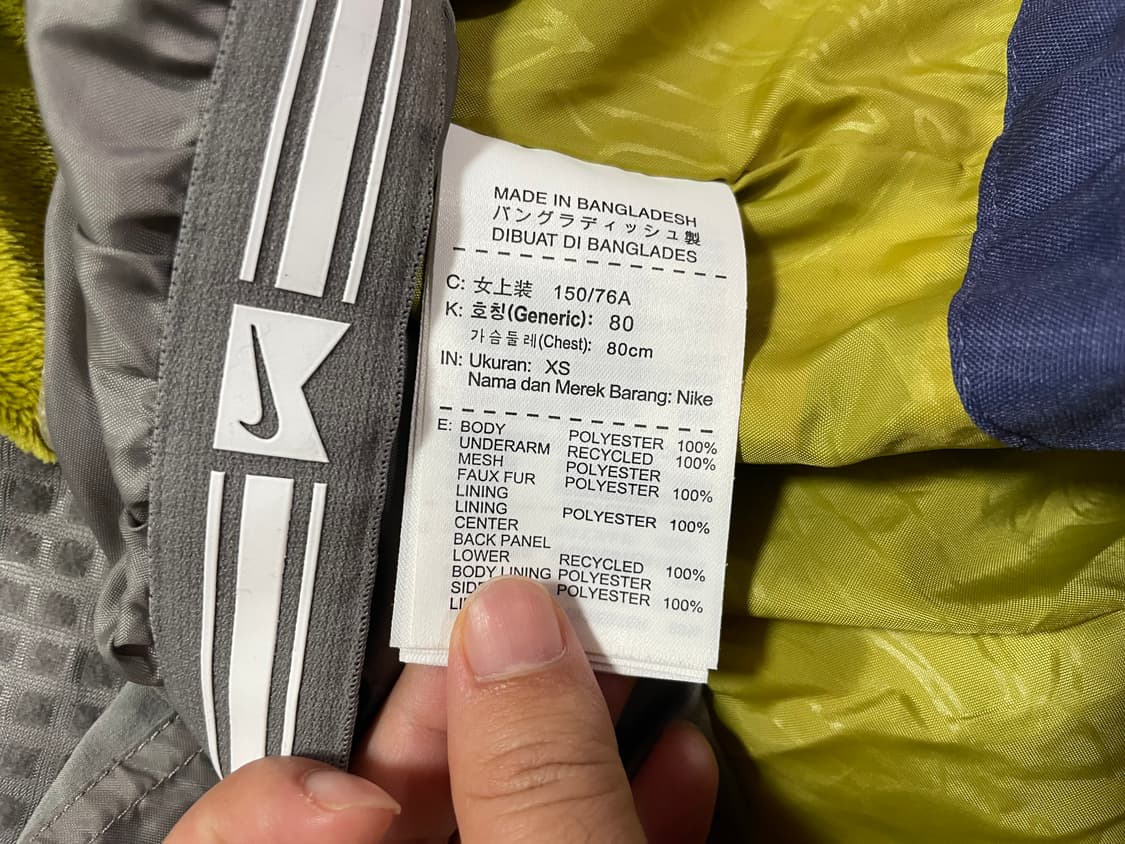 MADE IN BANGLADESH
バングラディッシュ製
DIBUAT DI BANGLADES
C: 女上装 150/76A
K: 호칭(Generic): 80
가슴둘레(Chest): 80cm
IN: Ukuran: XS
Nama dan Merek Barang: Nike
E: BODY POLYESTER 100%
UNDERARM RECYCLED 100%
MESH POLYESTER
FAUX FUR POLYESTER 100%
LINING
LINING POLYESTER 100%
CENTER
BACK PANEL
LOWER RECYCLED 100%
BODY LINING POLYESTER
POLYESTER 100%